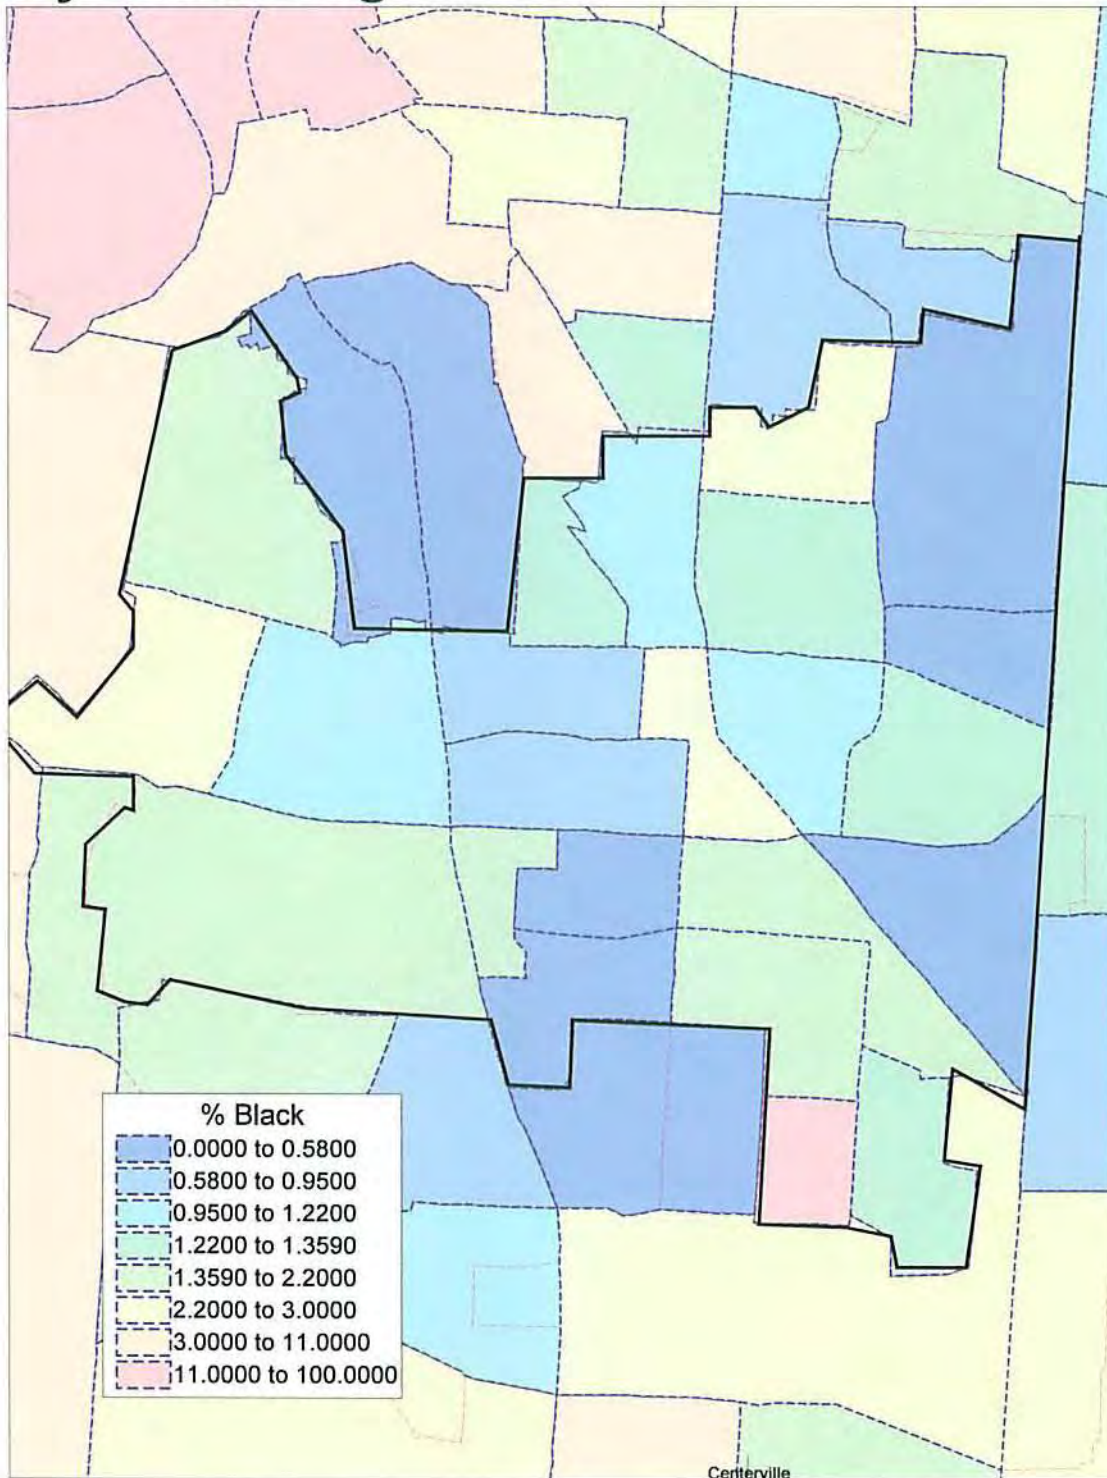 % Black
0.0000 to 0.5800
0.5800 to 0.9500
0.9500 to 1.2200
1.2200 to 1.3590
1.3590 to 2.2000
2.2000 to 3.0000
3.0000 to 11.0000
11.0000 to 100.0000
Centerville